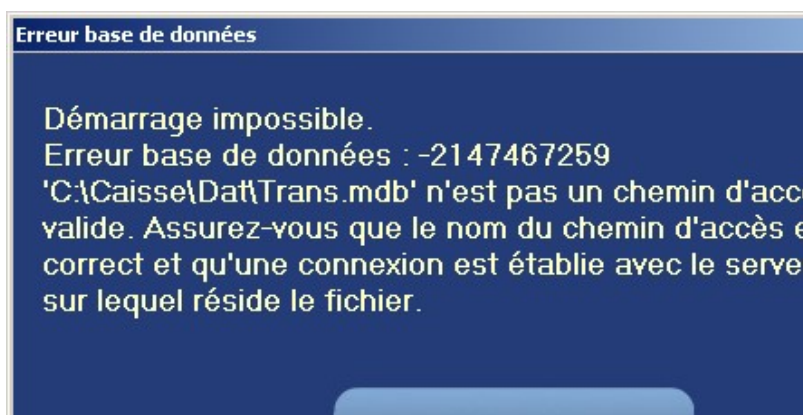 Erreur base de données
Démarrage impossible.
Erreur base de données : -2147467259
'C:\Caisse\Dat\Trans.mdb' n'est pas un chemin
valide. Assurez-vous que le nom du chemin d'accès
correct et qu'une connexion est établie avec le
sur lequel réside le fichier.